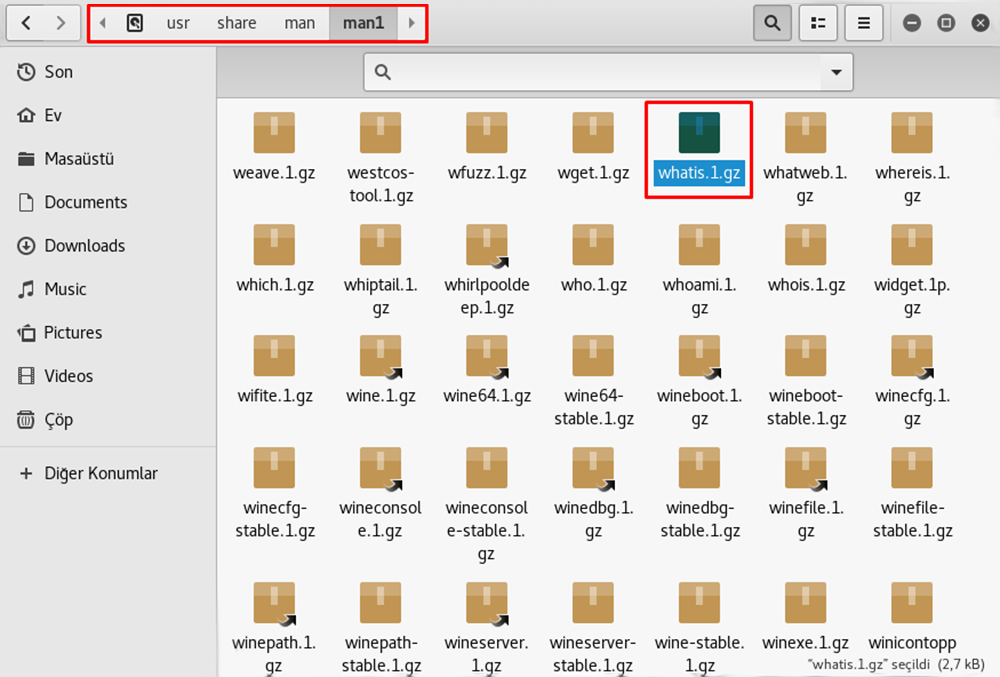 usr share man man1
Son
Ev
Masaüstü
Documents
Downloads
Music
Pictures
Videos
Çöp
+ Diğer Konumlar
weave.1.gz
westcos-
tool.1.gz
wfuzz.1.gz
wget.1.gz
whatis.1.gz
whatweb.1.
gz
whereis.1.
gz
which.1.gz
whiptail.1.
gz
whirlpoolde
ep.1.gz
who.1.gz
whoami.1.
gz
whois.1.gz
widget.1p.
gz
wifite.1.gz
wine.1.gz
wine64.1.gz
wine64-
stable.1.gz
wineboot.1.
gz
wineboot-
stable.1.gz
winecfg.1.
gz
winecfg-
stable.1.gz
wineconsol
e.1.gz
wineconsol
e-stable.1.
gz
winedbg.1.
gz
winedbg-
stable.1.gz
winefile.1.
gz
winefile-
stable.1.gz
winepath.1.
gz
winepath-
stable.1.gz
wineserver.
1.gz
wineserver-
stable.1.gz
wine-stable.
1.gz
winexe.1.gz
winicontopp
"whatis.1.gz" seçildi (2,7 kB)